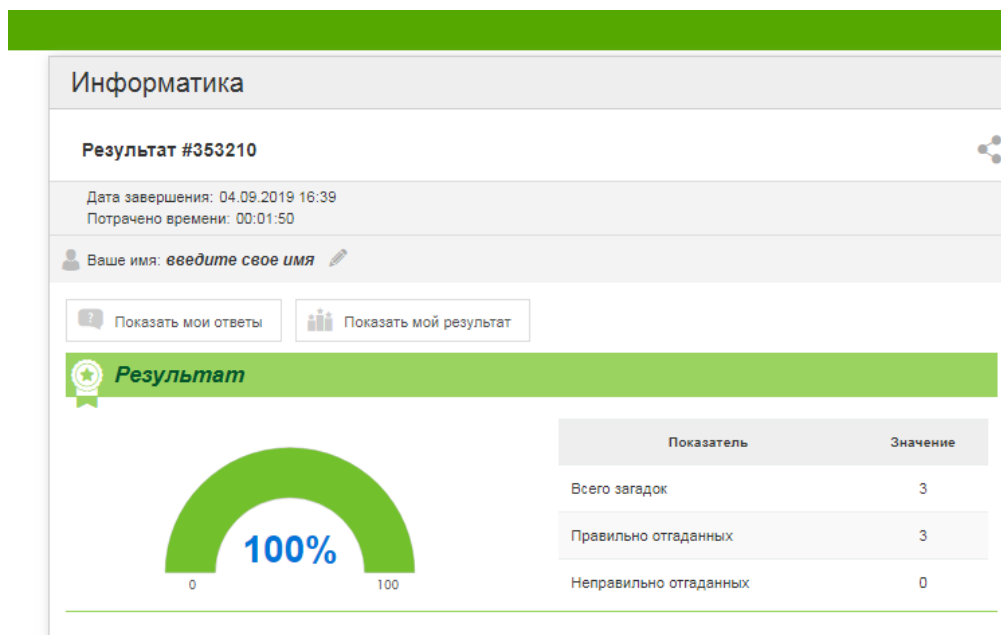 Информатика
Результат #353210
Дата завершения: 04.09.2019 16:39
Потрачено времени: 00:01:50
Ваше имя: введите свое имя
Показать мои ответы Показать мой результат
Результат
Показатель Значение
Всего загадок 3
Правильно отгаданных 3
Неправильно отгаданных 0
100%
0 100